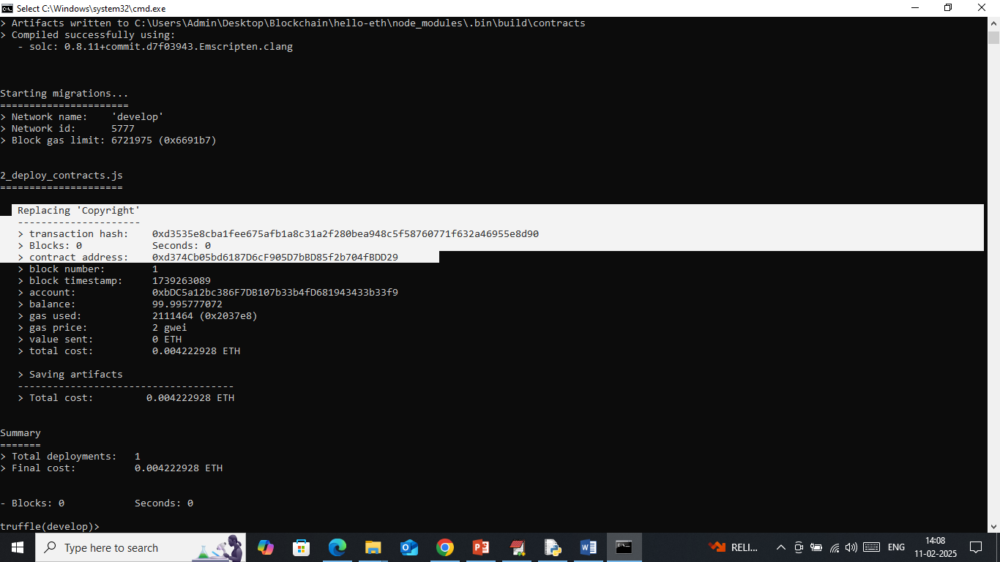 Select C:\Windows\system32\cmd.exe
> Artifacts written to C:\Users\Admin\Desktop\Blockchain\hello-eth\node_modules\.bin\build\contracts
> Compiled successfully using:
   - solc: 0.8.11+commit.d7f03943.Emscripten.clang
Starting migrations...
======================
> Network name:    'develop'
> Network id:      5777
> Block gas limit: 6721975 (0x6691b7)
2_deploy_contracts.js
=====================
   Replacing 'Copyright'
   ---------------------
   > transaction hash:    0xd3535e8cba1fee675afb1a8c31a2f280bea948c5f58760771f632a46955e8d90
   > Blocks: 0            Seconds: 0
   > contract address:    0xd374Cb05bd6187D6cF905D7bBD85f2b704fBDD29
   > block number:        1
   > block timestamp:     1739263089
   > account:             0xbDC5a12bc386F7DB107b33b4fD681943433b33f9
   > balance:             99.995777072
   > gas used:            2111464 (0x2037e8)
   > gas price:           2 gwei
   > value sent:          0 ETH
   > total cost:          0.004222928 ETH
   > Saving artifacts
   -------------------------------------
   > Total cost:         0.004222928 ETH
Summary
=======
> Total deployments:   1
> Final cost:          0.004222928 ETH
- Blocks: 0            Seconds: 0
truffle(develop)>
Type here to search
RELI...
ENG
14:08
11-02-2025